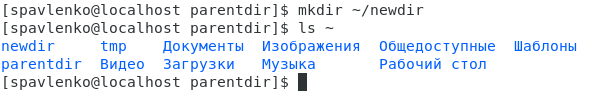 [spavlenko@localhost parentdir]$ mkdir ~/newdir
[spavlenko@localhost parentdir]$ ls ~
newdir     tmp    Документы  Изображения  Общедоступные  Шаблоны
parentdir  Видео  Загрузки   Музыка       Рабочий стол
[spavlenko@localhost parentdir]$